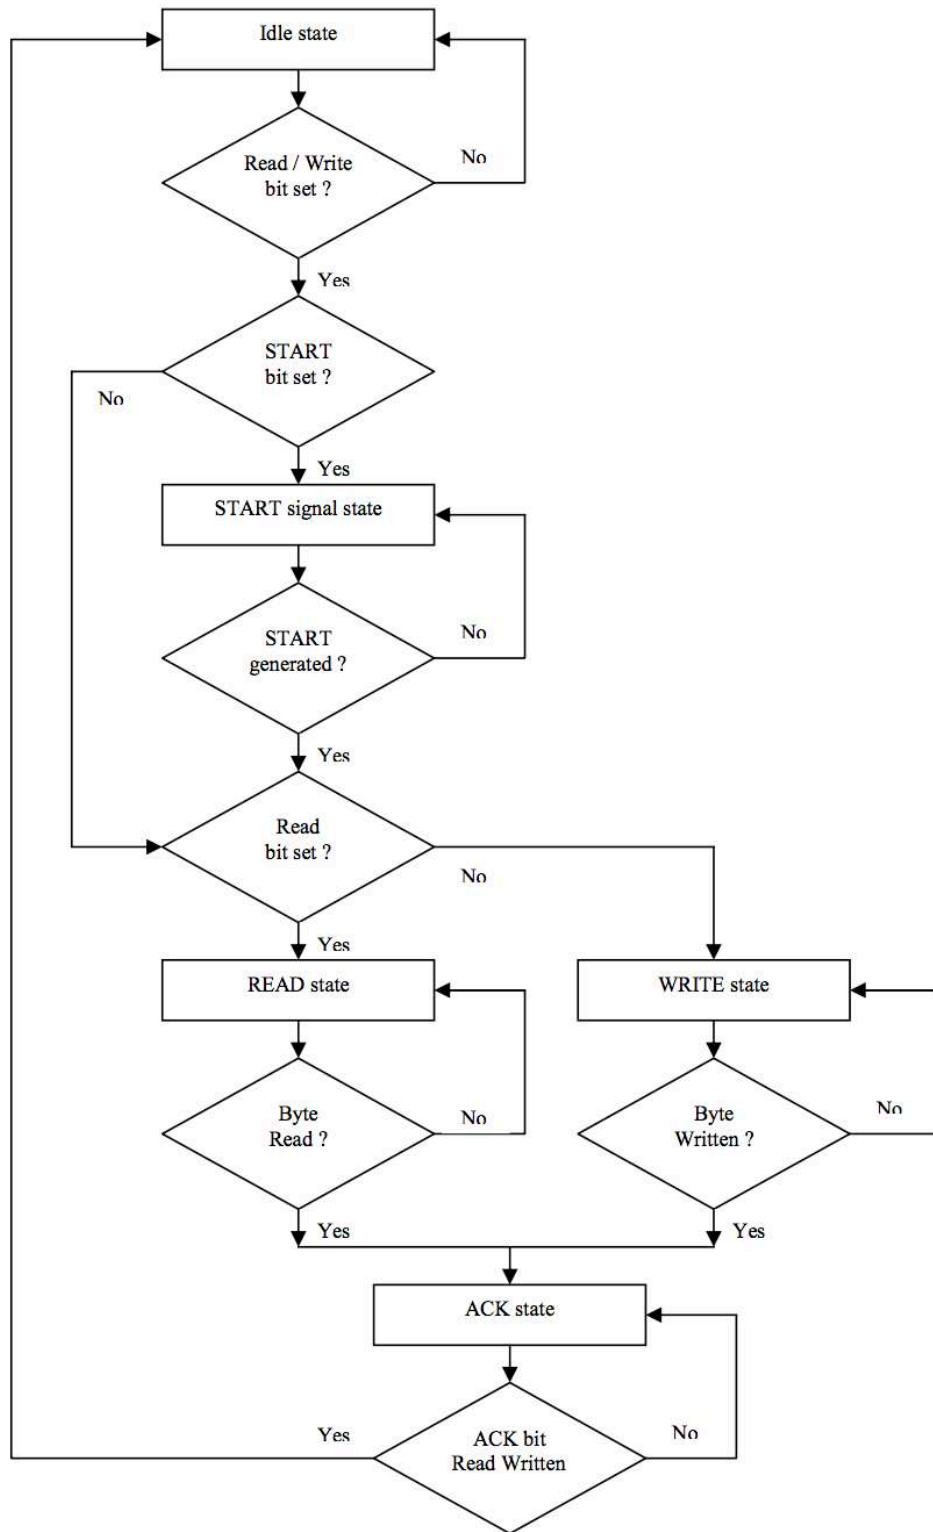 Idle state
Read / Write
bit set ?
No
Yes
START
bit set ?
No
Yes
START signal state
START
generated ?
No
Yes
Read
bit set ?
No
Yes
READ state
WRITE state
Byte
Read ?
No
Byte
Written ?
No
Yes
Yes
ACK state
ACK bit
Read Written
Yes
No